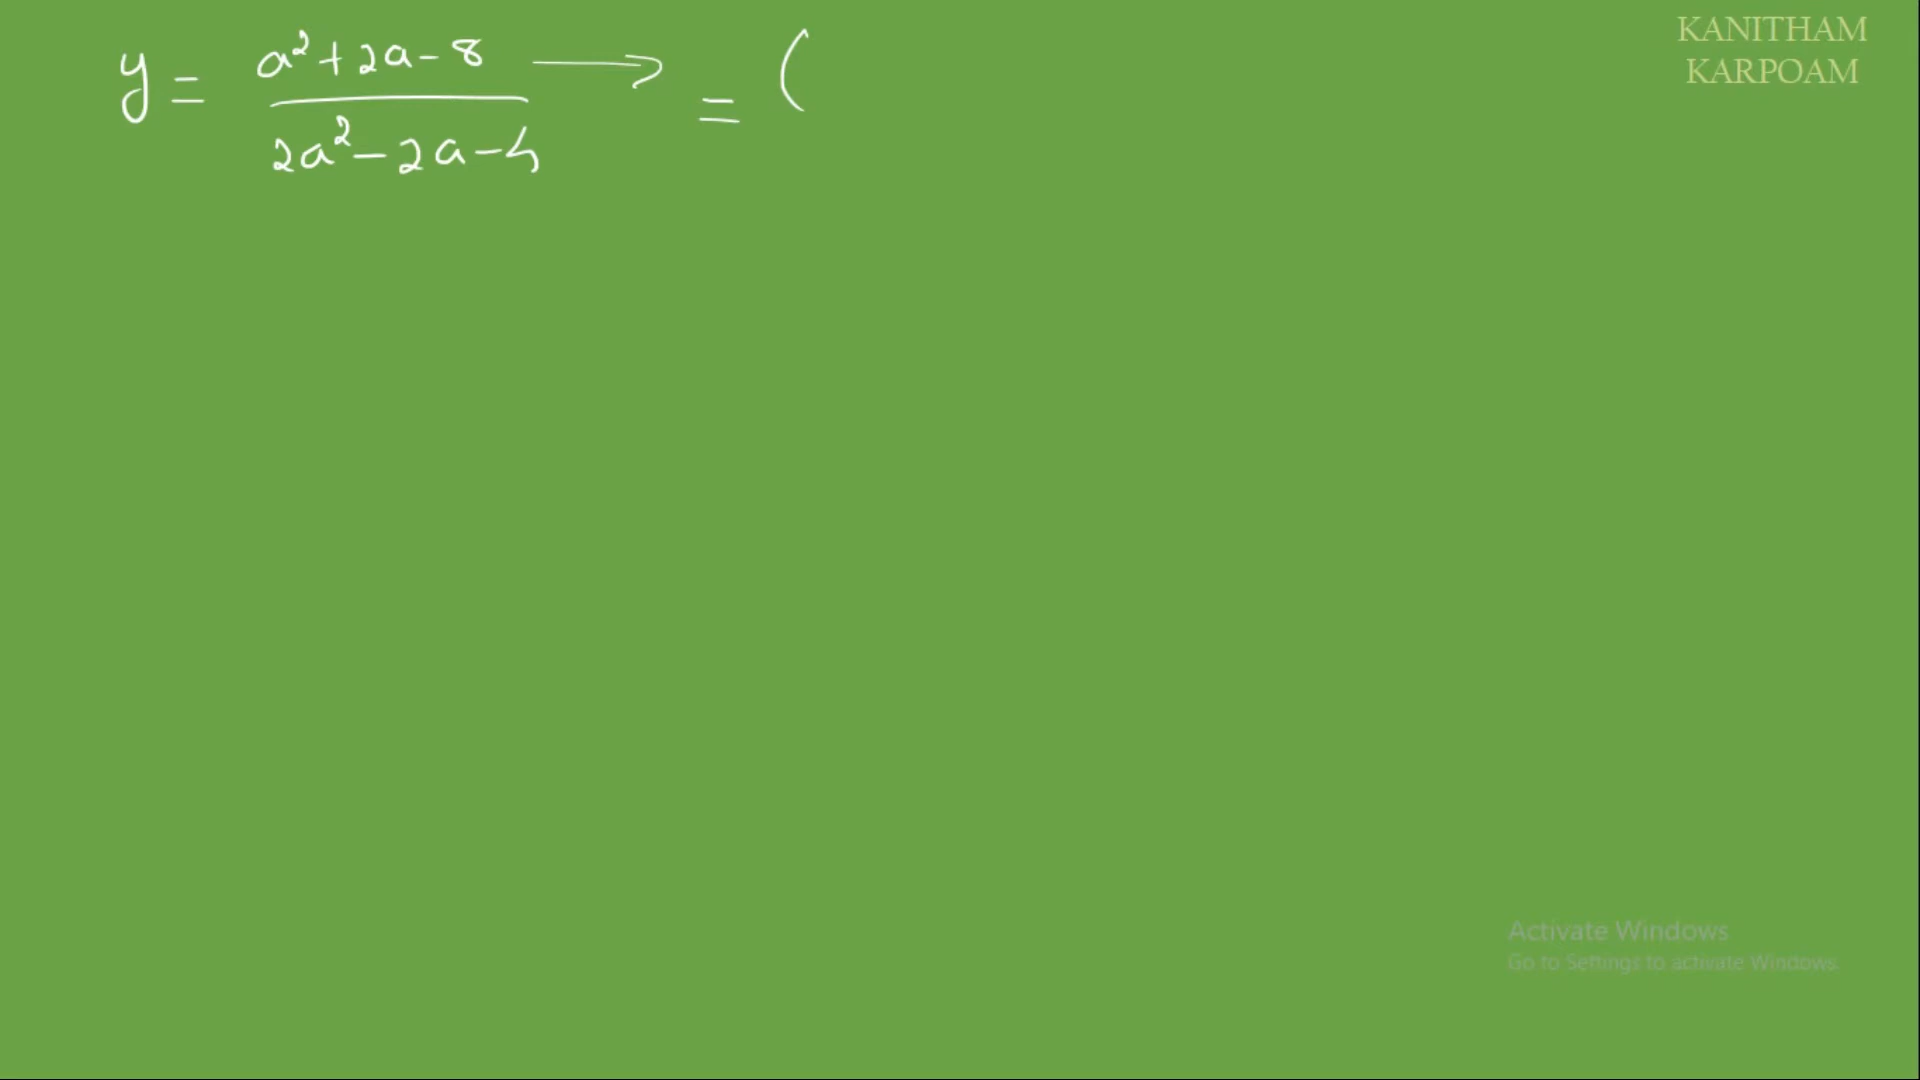 y = a²+2a-8 → = (
2a²-2a-4
KANITHAM
KARPOAM
Activate Windows
Go to Settings to activate Windows